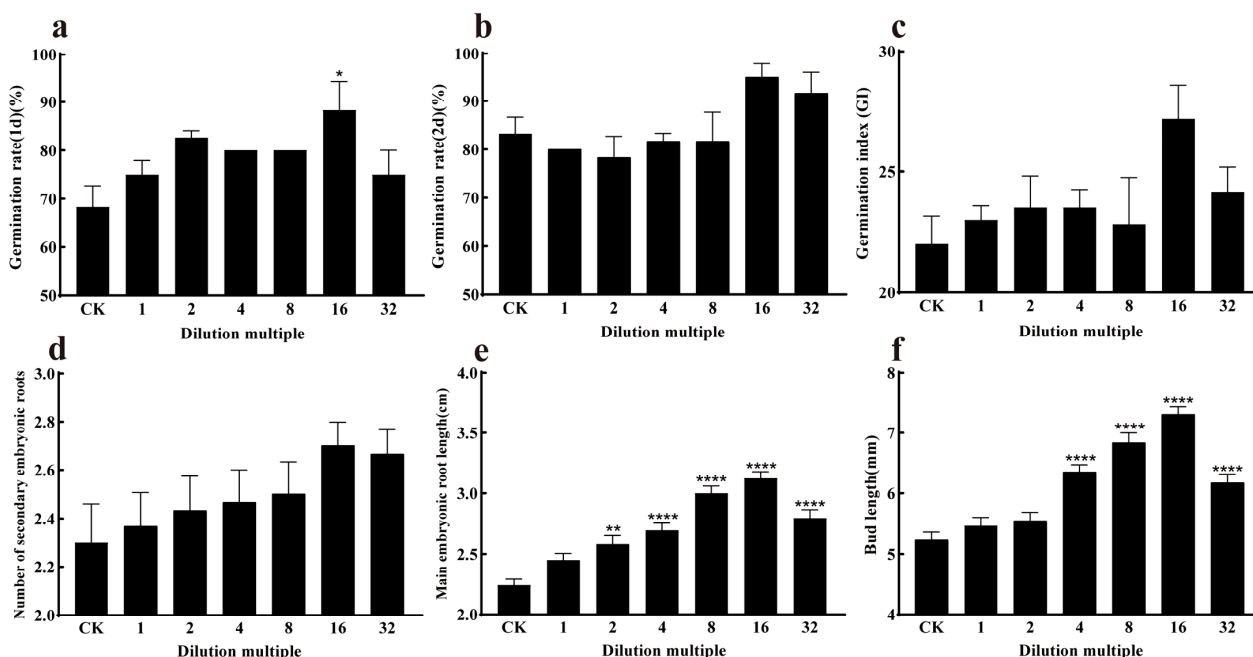 a
Germination rate(1d)(%)
100
90
80
70
60
50
*
CK 1 2 4 8 16 32
Dilution multiple
b
Germination rate(2d)(%)
100
90
80
70
60
50
CK 1 2 4 8 16 32
Dilution multiple
c
Germination index (GI)
30
25
20
CK 1 2 4 8 16 32
Dilution multiple
d
Number of secondary embryonic roots
3.0
2.8
2.6
2.4
2.2
2.0
CK 1 2 4 8 16 32
Dilution multiple
e
Main embryonic root length(cm)
4.0
3.5
3.0
2.5
2.0
** **** **** **** ****
CK 1 2 4 8 16 32
Dilution multiple
f
Bud length(mm)
8
7
6
5
4
**** **** **** ****
CK 1 2 4 8 16 32
Dilution multiple